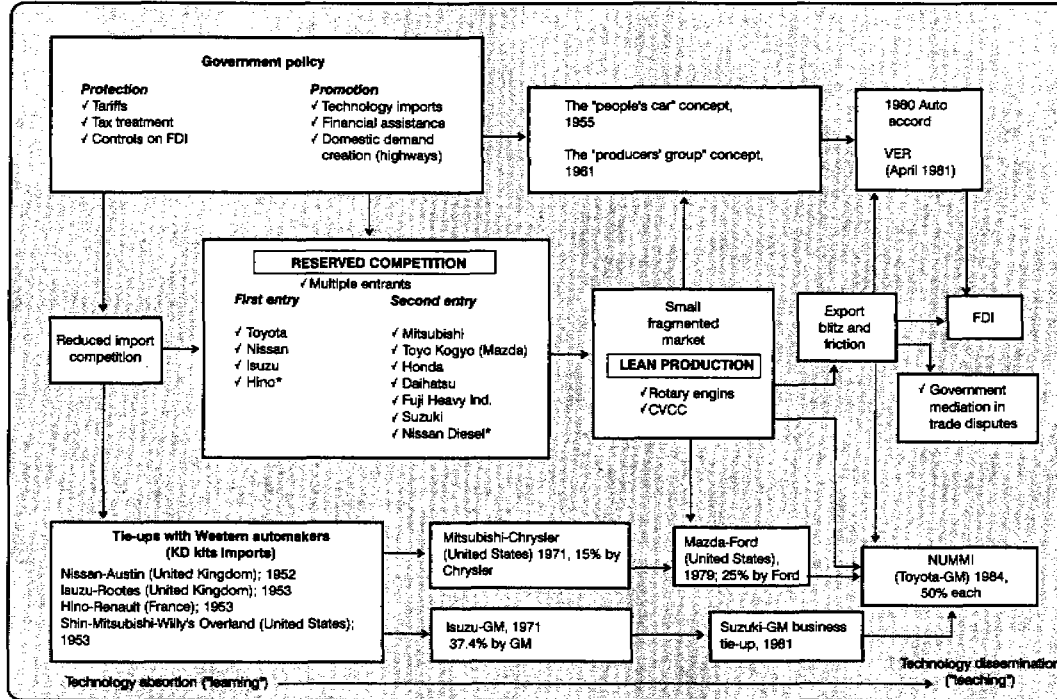 Government policy
Protection
✓ Tariffs
✓ Tax treatment
✓ Controls on FDI
Promotion
✓ Technology imports
✓ Financial assistance
✓ Domestic demand
creation (highways)
The "people's car" concept,
1955
The "producers' group" concept,
1961
1980 Auto
accord
VER
(April 1981)
Reduced import
competition
RESERVED COMPETITION
✓ Multiple entrants
First entry
✓ Toyota
✓ Nissan
✓ Isuzu
✓ Hino*
Second entry
✓ Mitsubishi
✓ Toyo Kogyo (Mazda)
✓ Honda
✓ Daihatsu
✓ Fuji Heavy Ind.
✓ Suzuki
✓ Nissan Diesel*
Small
fragmented
market
LEAN PRODUCTION
✓ Rotary engines
✓ CVCC
Export
blitz and
friction
FDI
✓ Government
mediation in
trade disputes
Tie-ups with Western automakers
(KD kits imports)
Nissan-Austin (United Kingdom); 1952
Isuzu-Rootes (United Kingdom); 1953
Hino-Renault (France); 1953
Shin-Mitsubishi-Willy's Overland (United States);
1953
Mitsubishi-Chrysler
(United States) 1971, 15% by
Chrysler
Mazda-Ford
(United States),
1979; 25% by Ford
NUMMI
(Toyota-GM) 1984,
50% each
Isuzu-GM, 1971
37.4% by GM
Suzuki-GM business
tie-up, 1981
Technology absortion ("learning")
Technology dissemination
("teaching")